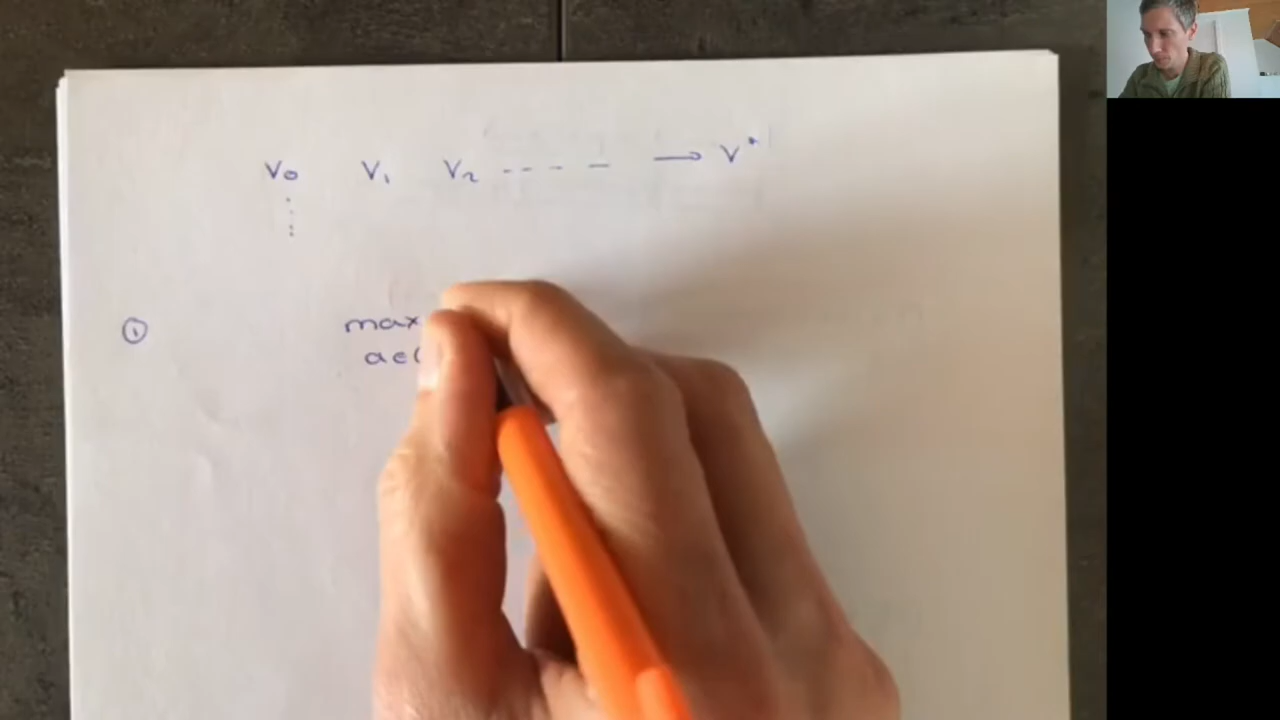 V₀ V₁ V₂ ---- → V*
① max
a∈(